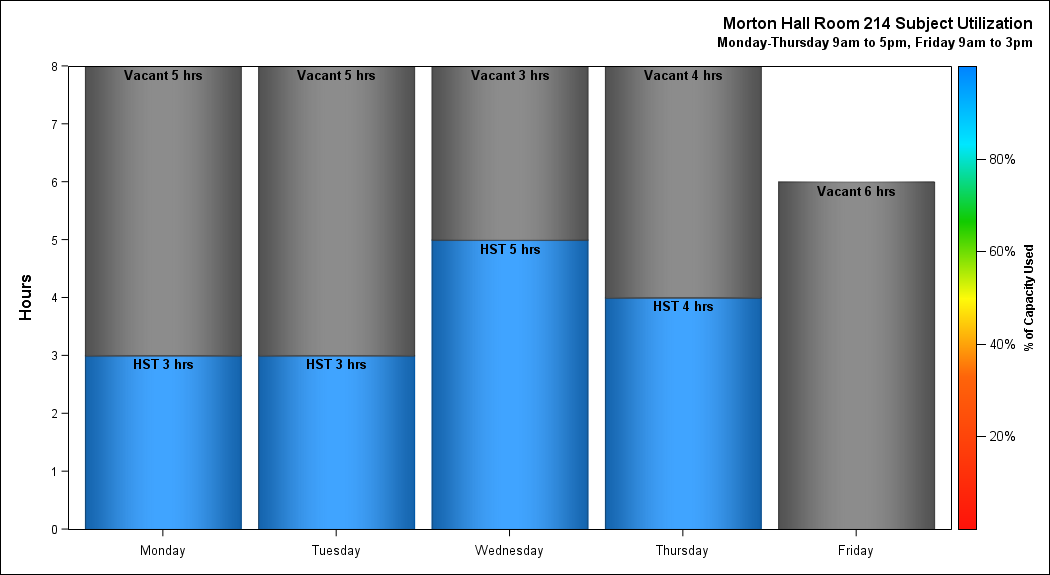 Morton Hall Room 214 Subject Utilization
Monday-Thursday 9am to 5pm, Friday 9am to 3pm
Hours
8
7
6
5
4
3
2
1
0
Vacant 5 hrs
HST 3 hrs
Vacant 5 hrs
HST 3 hrs
Vacant 3 hrs
HST 5 hrs
Vacant 4 hrs
HST 4 hrs
Vacant 6 hrs
Monday
Tuesday
Wednesday
Thursday
Friday
80%
60%
40%
20%
% of Capacity Used